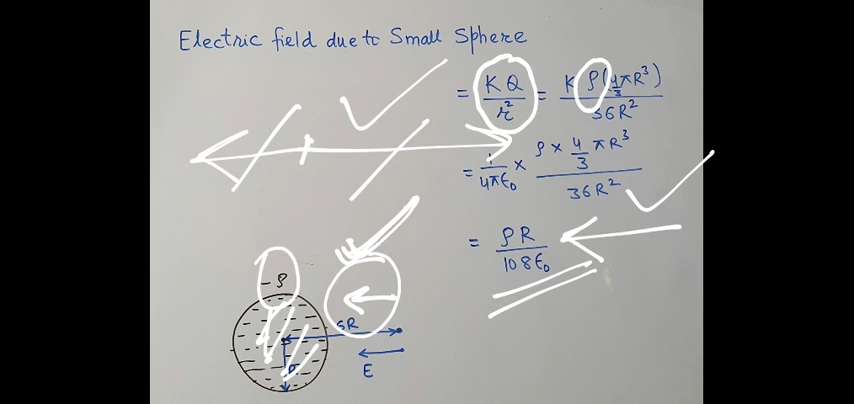 Electric field due to Small Sphere
= KQ/r² = Kρ(4/3πR³)/36R²
= 1/4πϵ₀ × ρ × 4/3 πR³/36R²
= ρR/108ϵ₀
-ρ
R
E